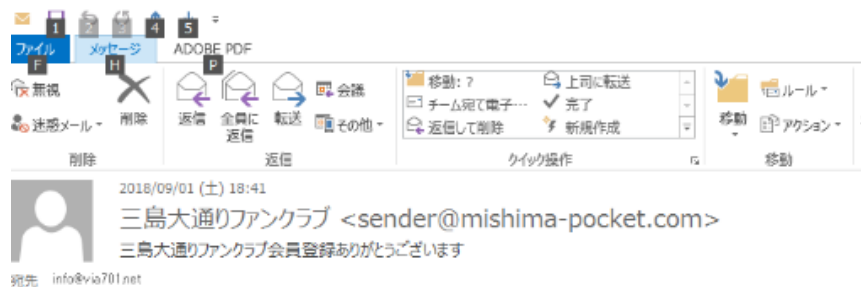 1 2 3 4 5
ファイル メッセージ ADOBE PDF
F H P
無視 削除 返信 全員に返信 転送 会議 移動: ? 上司に転送 移動 ルール
チーム宛て電子… 完了
迷惑メール その他 返信して削除 新規作成 アクション
削除 返信 クイック操作 移動
2018/09/01 (土) 18:41
三島大通りファンクラブ <sender@mishima-pocket.com>
三島大通りファンクラブ会員登録ありがとうございます
宛先 info@via701.net